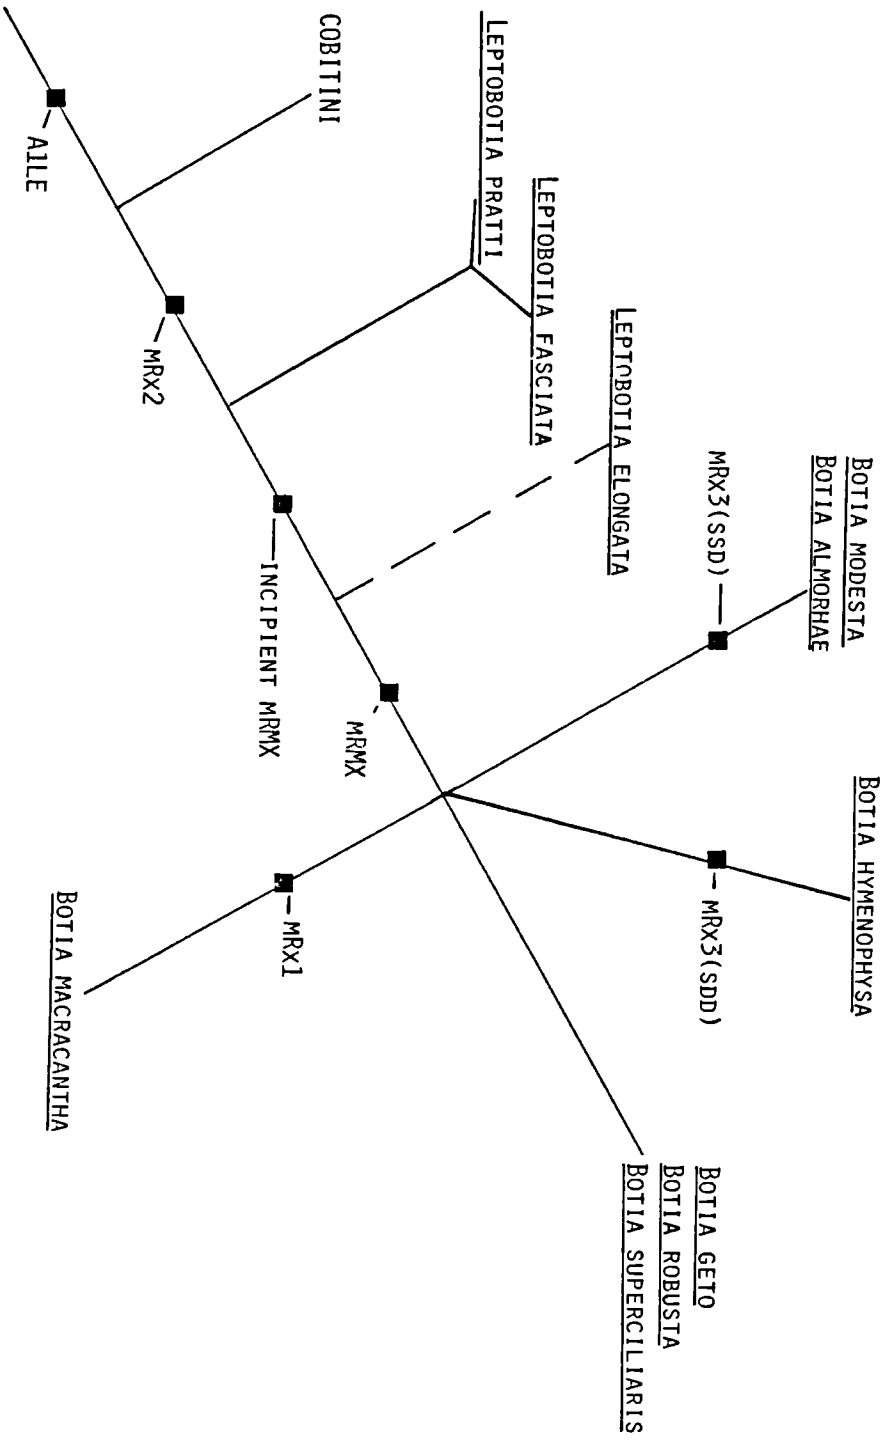 COBITINI
A1LE
LEPTOBOTIA PRATTI
LEPTOBOTIA FASCIATA
MRx2
LEPTOBOTIA ELONGATA
INCIPIENT MRMX
MRx3(SSD)
BOTIA MODESTA
BOTIA ALMORHAE
MRMX
BOTIA HYMENOPHYSA
MRx3(SDD)
MRx1
BOTIA MACRACANTHA
BOTIA GETO
BOTIA ROBUSTA
BOTIA SUPERCILIARIS